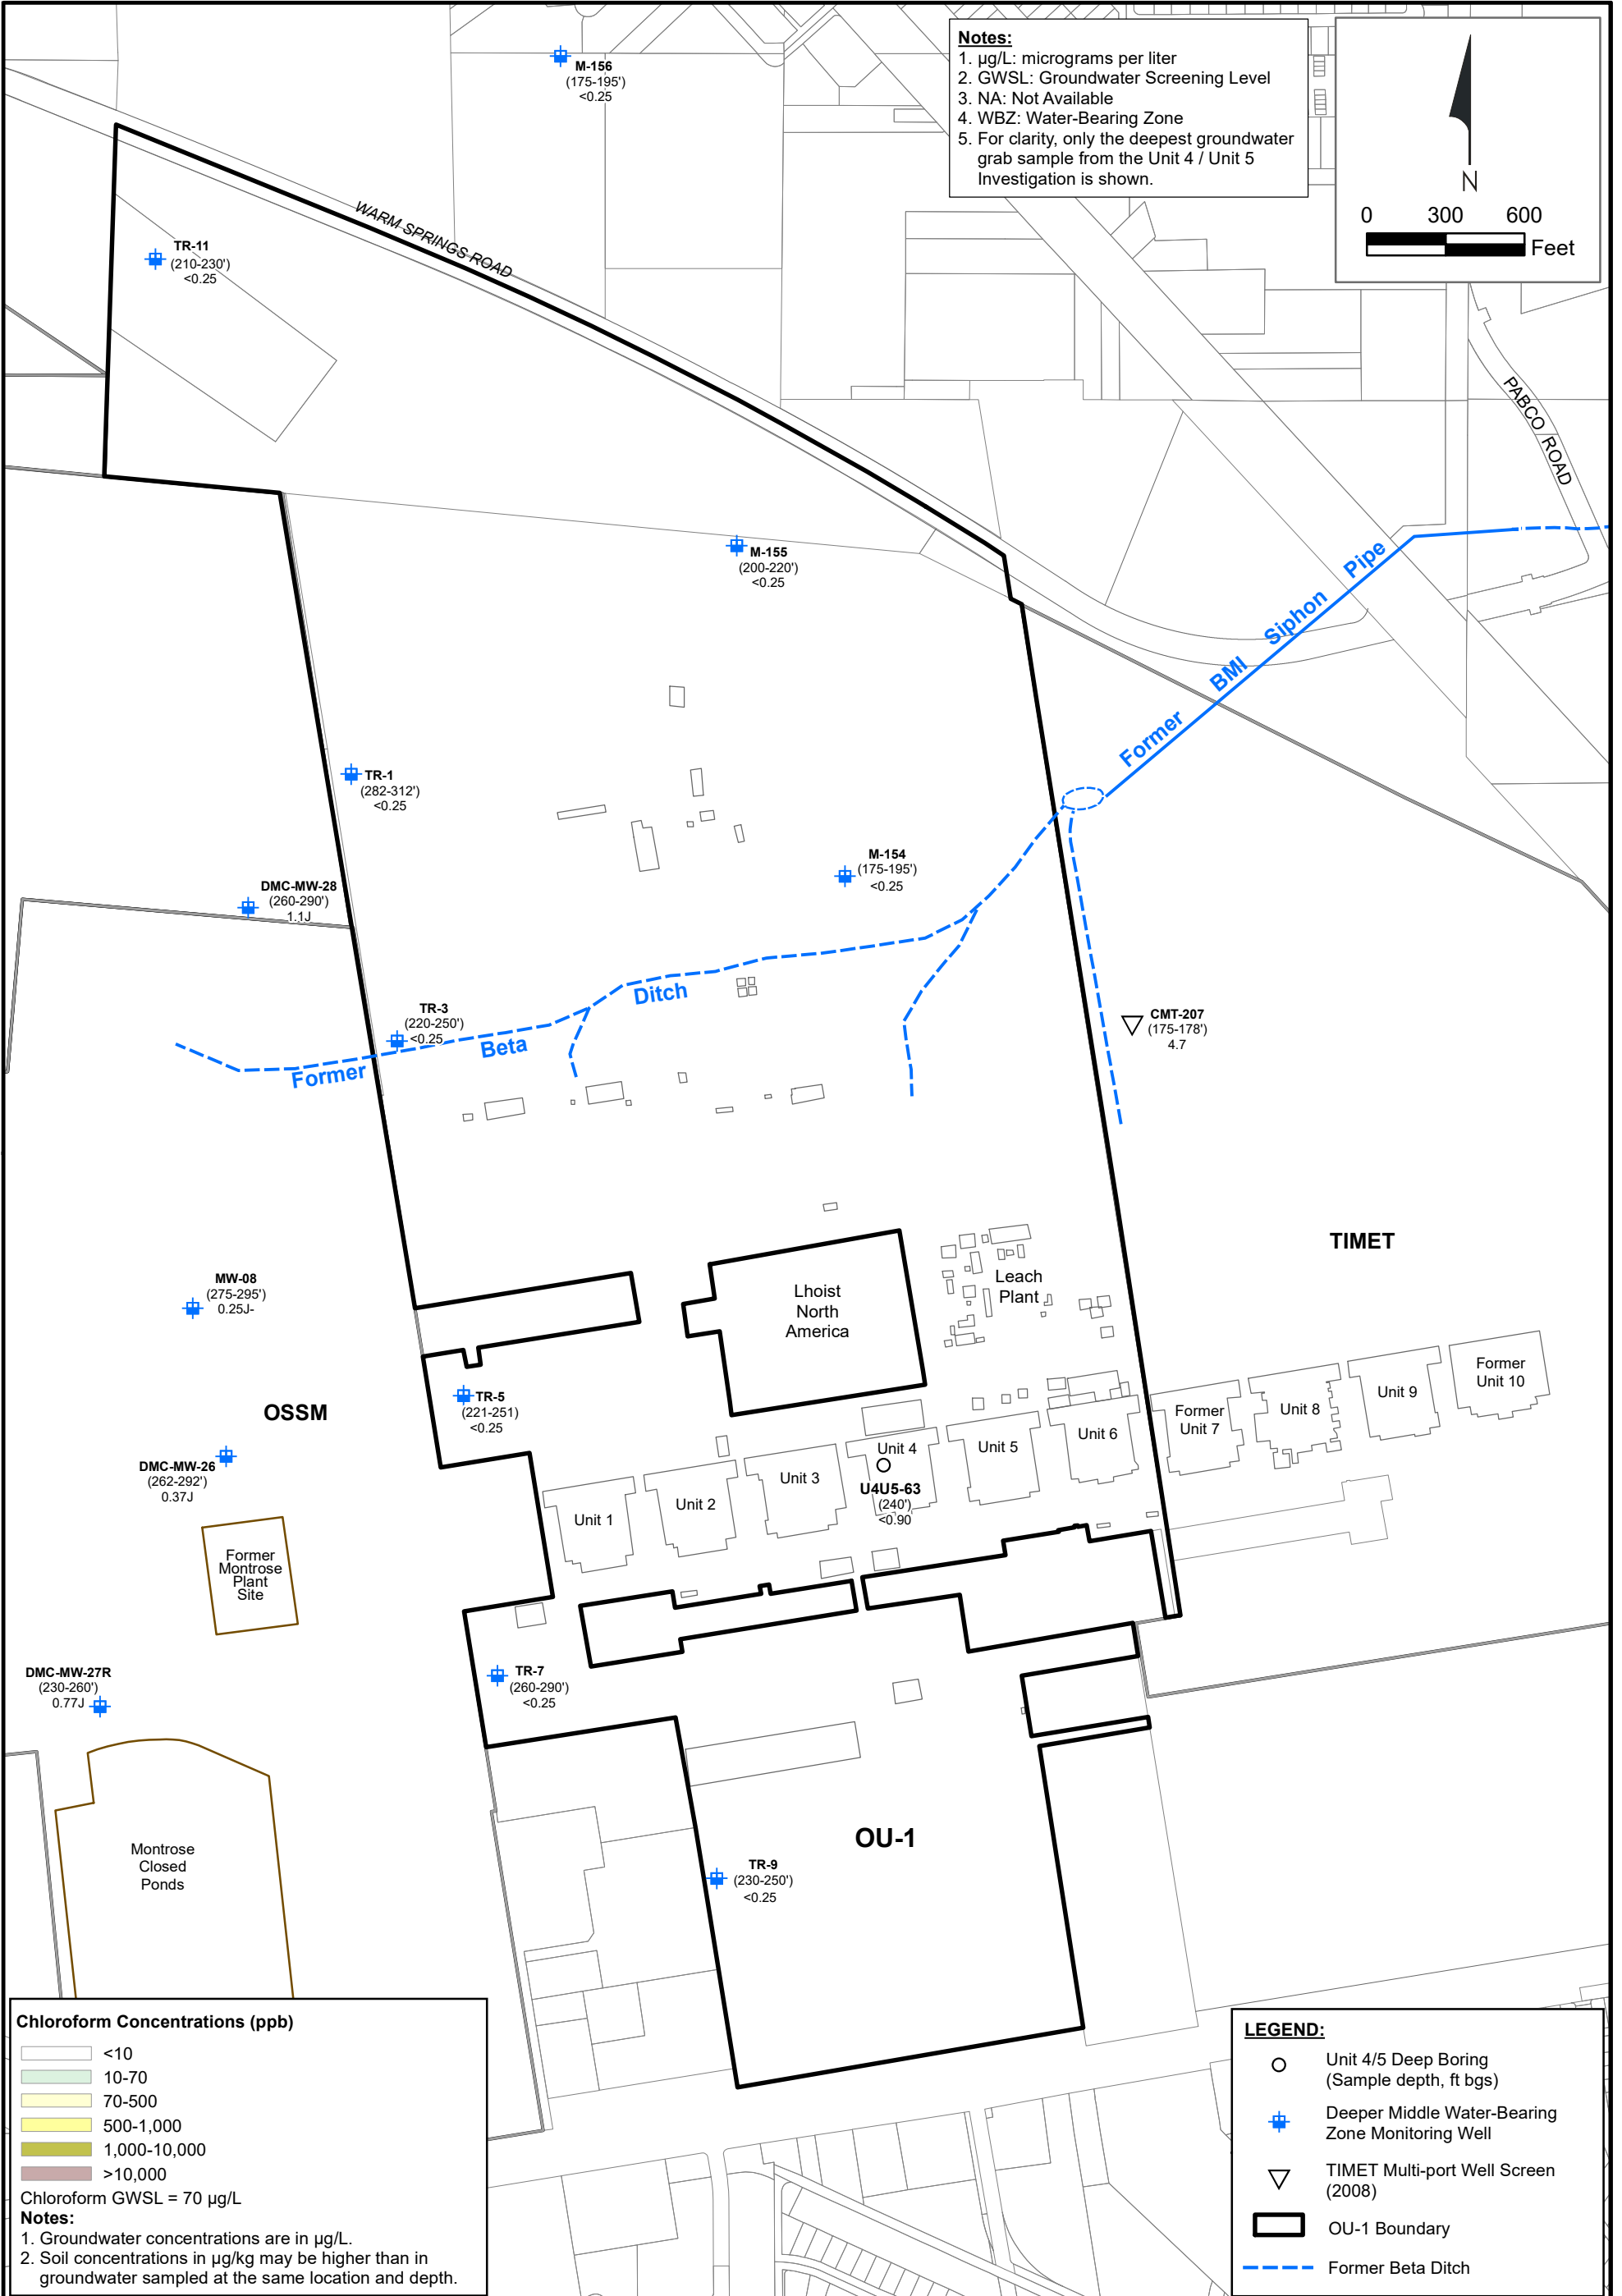 Notes:
1. µg/L: micrograms per liter
2. GWSL: Groundwater Screening Level
3. NA: Not Available
4. WBZ: Water-Bearing Zone
5. For clarity, only the deepest groundwater
grab sample from the Unit 4 / Unit 5
Investigation is shown.
N
0 300 600
Feet
M-156
(175-195')
<0.25
WARM SPRINGS ROAD
TR-11
(210-230')
<0.25
PABCO ROAD
M-155
(200-220')
<0.25
Former BMI Siphon Pipe
TR-1
(282-312')
<0.25
M-154
(175-195')
<0.25
DMC-MW-28
(260-290')
1.1J
TR-3
(220-250')
<0.25
Former Beta Ditch
CMT-207
(175-178')
4.7
TIMET
MW-08
(275-295')
0.25J-
Lhoist
North
America
Leach
Plant
OSSM
TR-5
(221-251)
<0.25
DMC-MW-26
(262-292')
0.37J
Unit 1
Unit 2
Unit 3
Unit 4
U4U5-63
(240')
<0.90
Unit 5
Unit 6
Former
Unit 7
Unit 8
Unit 9
Former
Unit 10
Former
Montrose
Plant
Site
DMC-MW-27R
(230-260')
0.77J
TR-7
(260-290')
<0.25
Montrose
Closed
Ponds
OU-1
TR-9
(230-250')
<0.25
Chloroform Concentrations (ppb)
<10
10-70
70-500
500-1,000
1,000-10,000
>10,000
Chloroform GWSL = 70 µg/L
Notes:
1. Groundwater concentrations are in µg/L.
2. Soil concentrations in µg/kg may be higher than in
groundwater sampled at the same location and depth.
LEGEND:
Unit 4/5 Deep Boring
(Sample depth, ft bgs)
Deeper Middle Water-Bearing
Zone Monitoring Well
TIMET Multi-port Well Screen
(2008)
OU-1 Boundary
Former Beta Ditch